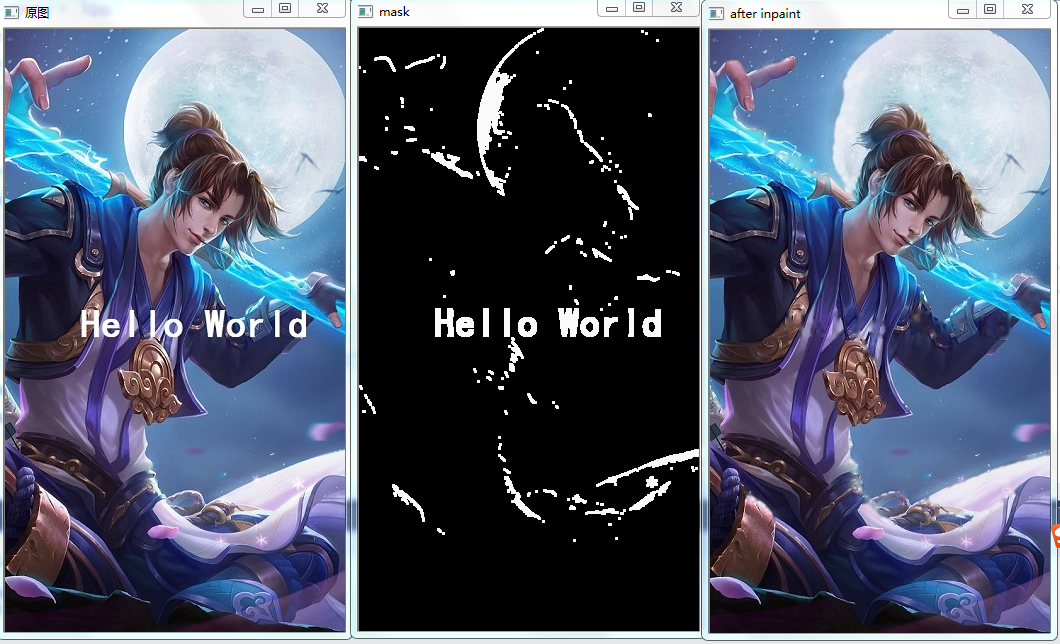 原图
mask
after inpaint
Hello World
Hello World